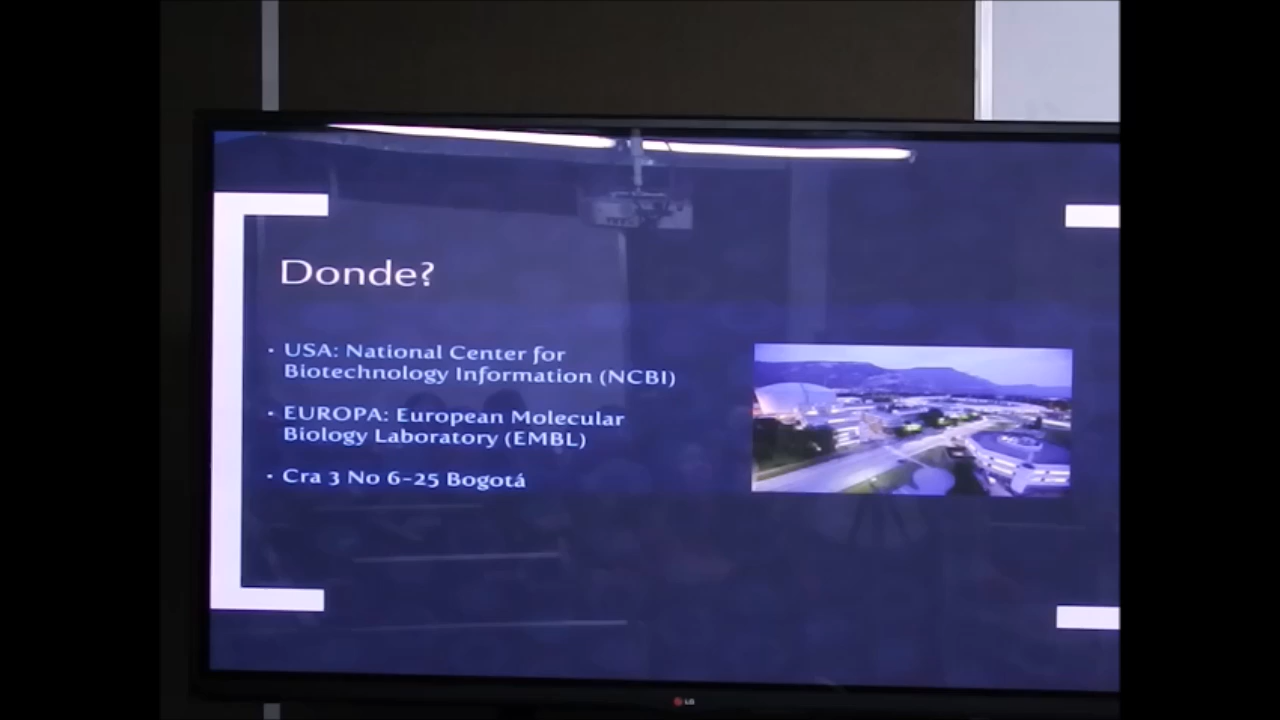 Donde?
· USA: National Center for
Biotechnology Information (NCBI)
· EUROPA: European Molecular
Biology Laboratory (EMBL)
· Cra 3 No 6-25 Bogotá
LG